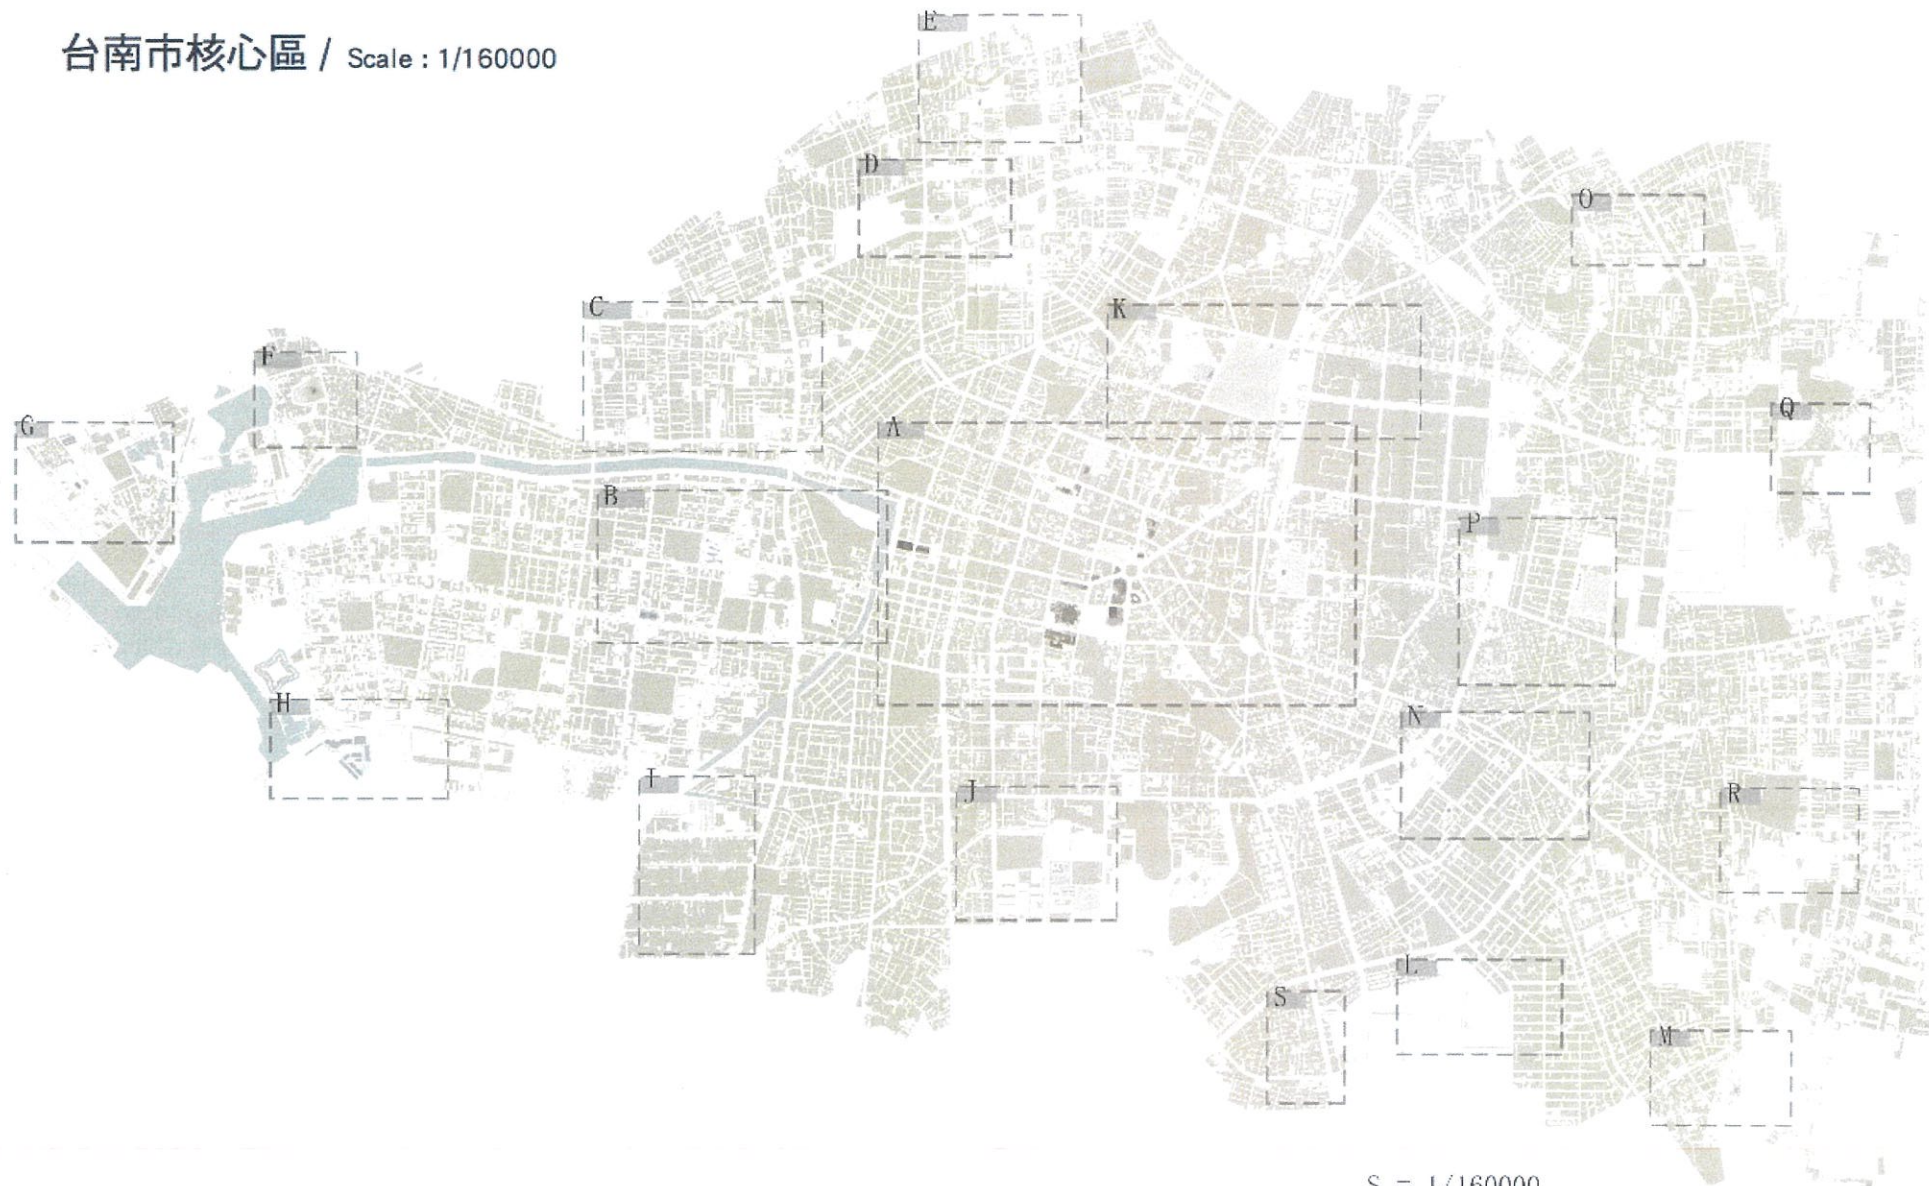 台南市核心區 / Scale : 1/160000
E
D
O
C
K
F
G
A
Q
B
P
H
N
I
J
R
L
S
M
S = 1/160000